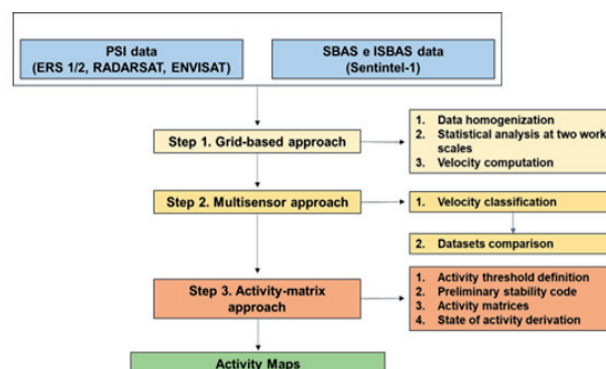 PSI data
(ERS 1/2, RADARSAT, ENVISAT)
SBAS e ISBAS data
(Sentintel-1)
Step 1. Grid-based approach
1. Data homogenization
2. Statistical analysis at two work
scales
3. Velocity computation
Step 2. Multisensor approach
1. Velocity classification
2. Datasets comparison
Step 3. Activity-matrix
approach
1. Activity threshold definition
2. Preliminary stability code
3. Activity matrices
4. State of activity derivation
Activity Maps